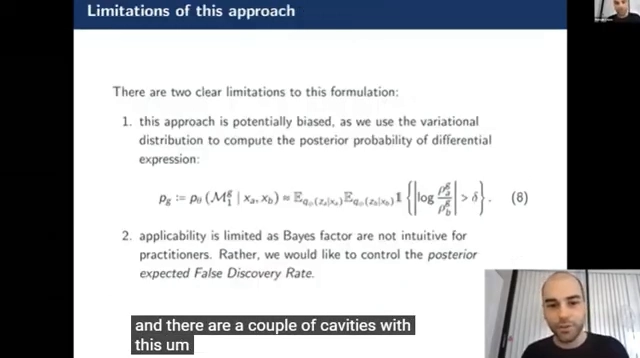 Limitations of this approach
There are two clear limitations to this formulation:
1. this approach is potentially biased, as we use the variational
distribution to compute the posterior probability of differential
expression:
p_g := p_θ (M₁ᵍ | x_a, x_b) ≈ 𝔼_{q_φ(z_a|x_a)} 𝔼_{q_φ(z_b|x_b)} 𝟙 { | log ρ_a^g / ρ_b^g | > δ } . (8)
2. applicability is limited as Bayes factor are not intuitive for
practitioners. Rather, we would like to control the posterior
expected False Discovery Rate.
and there are a couple of cavities with
this um